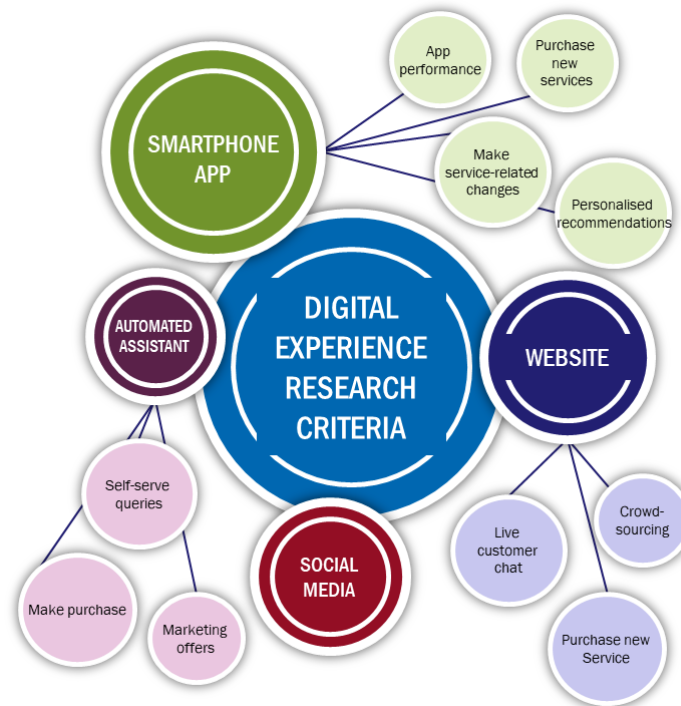 App
performance
Purchase
new
services
SMARTPHONE
APP
Make
service-related
changes
Personalised
recommendations
DIGITAL
EXPERIENCE
RESEARCH
CRITERIA
AUTOMATED
ASSISTANT
WEBSITE
Self-serve
queries
Make purchase
Marketing
offers
SOCIAL
MEDIA
Live
customer
chat
Crowd-
sourcing
Purchase new
Service